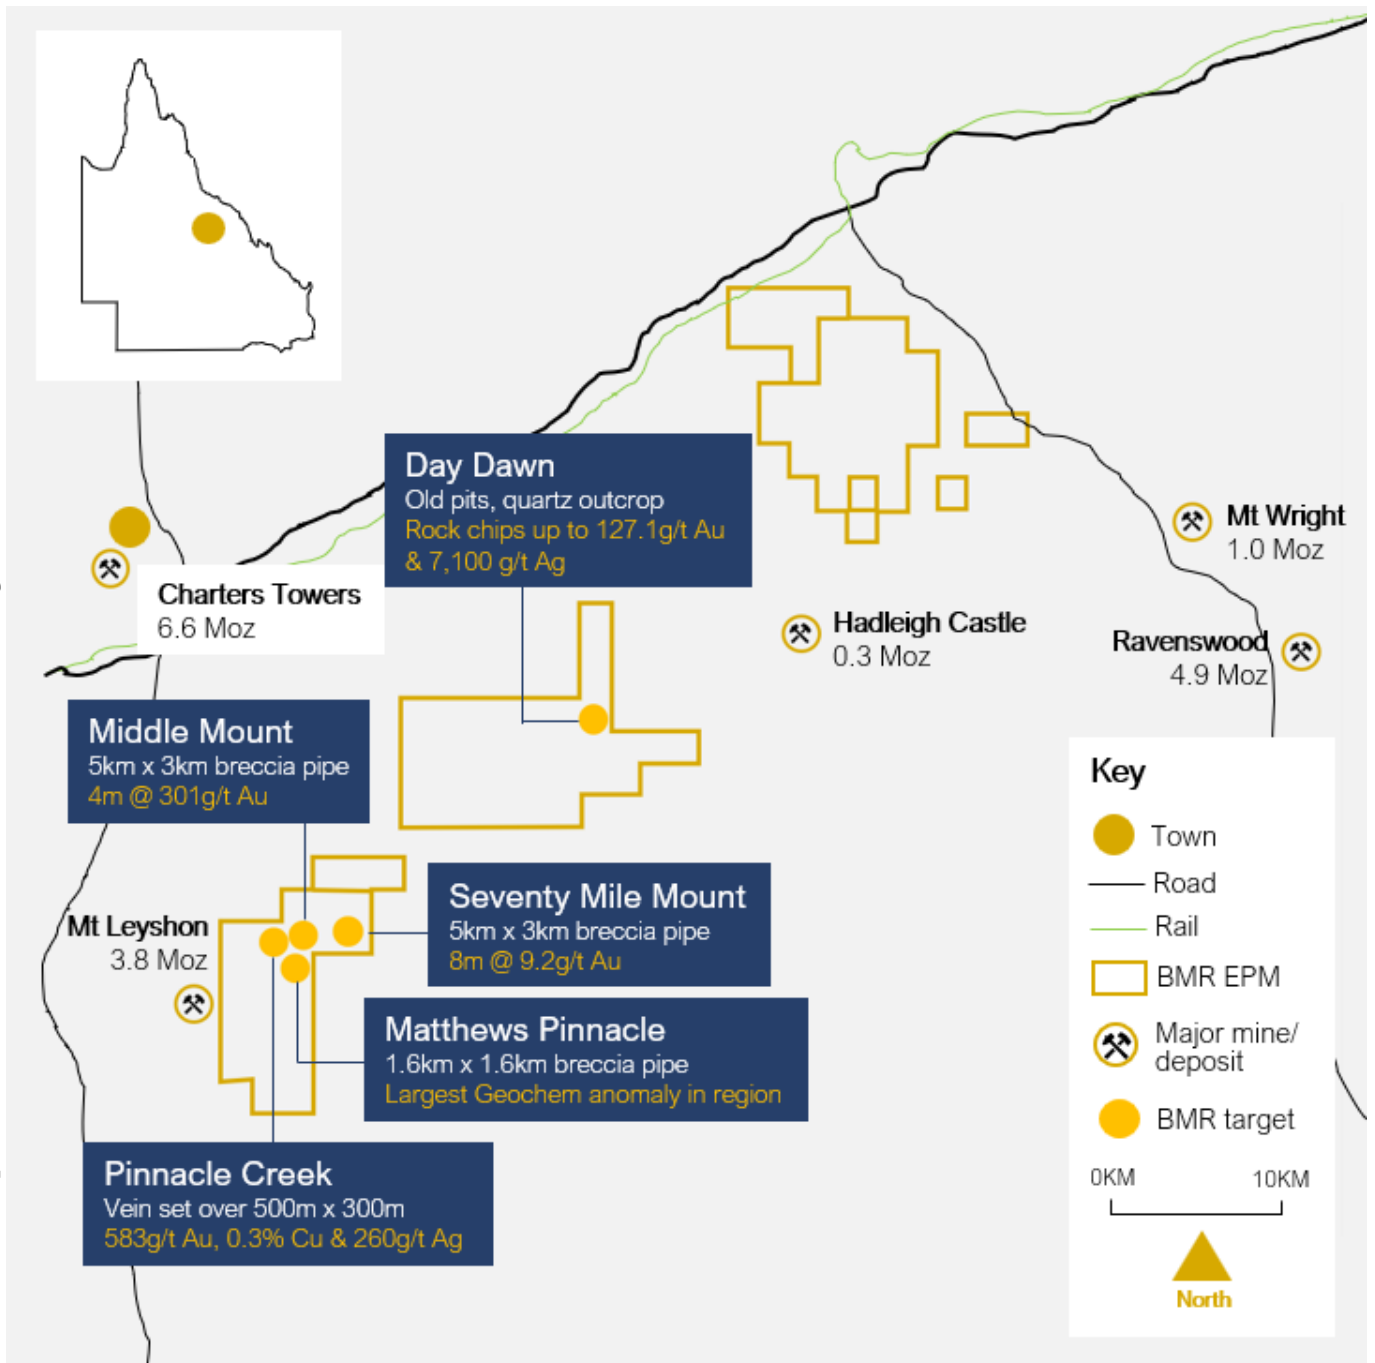 Day Dawn
Old pits, quartz outcrop
Rock chips up to 127.1g/t Au
& 7,100 g/t Ag
Mt Wright
1.0 Moz
Charters Towers
6.6 Moz
Hadleigh Castle
0.3 Moz
Ravenswood
4.9 Moz
Middle Mount
5km x 3km breccia pipe
4m @ 301g/t Au
Seventy Mile Mount
5km x 3km breccia pipe
8m @ 9.2g/t Au
Mt Leyshon
3.8 Moz
Matthews Pinnacle
1.6km x 1.6km breccia pipe
Largest Geochem anomaly in region
Pinnacle Creek
Vein set over 500m x 300m
583g/t Au, 0.3% Cu & 260g/t Ag
Key
Town
Road
Rail
BMR EPM
Major mine/
deposit
BMR target
0KM 10KM
North